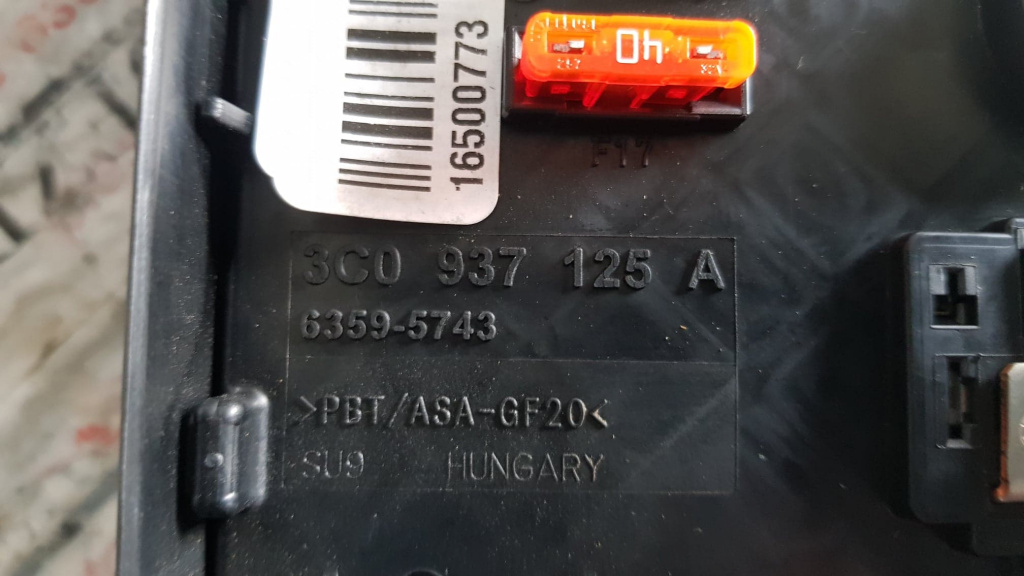 16500773
40
F17
3C0 937 125 A
6359-5743
>PBT/ASA-GF20<
SU9 HUNGARY